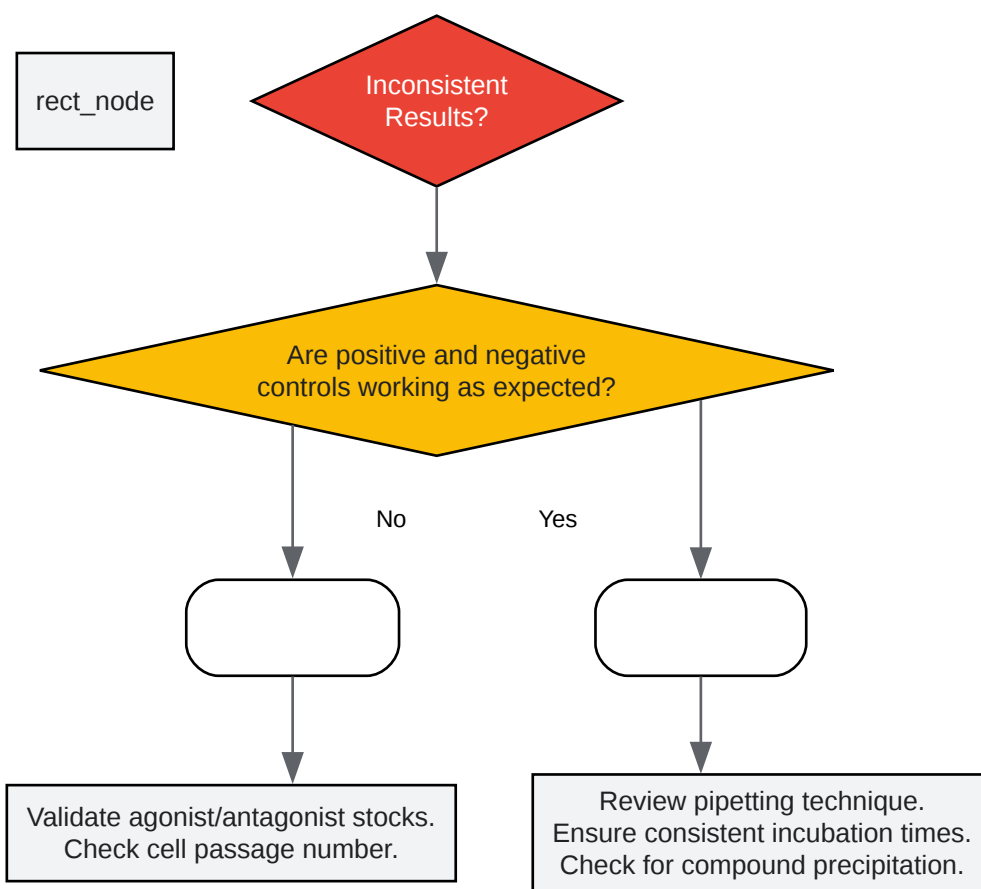 rect_node
Inconsistent
Results?
Are positive and negative
controls working as expected?
No
Yes
Validate agonist/antagonist stocks.
Check cell passage number.
Review pipetting technique.
Ensure consistent incubation times.
Check for compound precipitation.